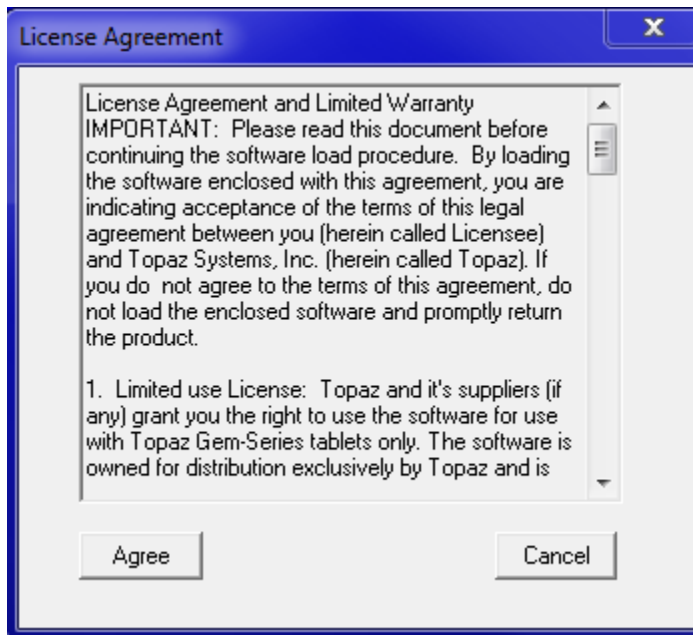 License Agreement
X
License Agreement and Limited Warranty
IMPORTANT:  Please read this document before
continuing the software load procedure.  By loading
the software enclosed with this agreement, you are
indicating acceptance of the terms of this legal
agreement between you (herein called Licensee)
and Topaz Systems, Inc. (herein called Topaz). If
you do  not agree to the terms of this agreement, do
not load the enclosed software and promptly return
the product.
1.  Limited use License:  Topaz and it's suppliers (if
any) grant you the right to use the software for use
with Topaz Gem-Series tablets only. The software is
owned for distribution exclusively by Topaz and is
Agree
Cancel